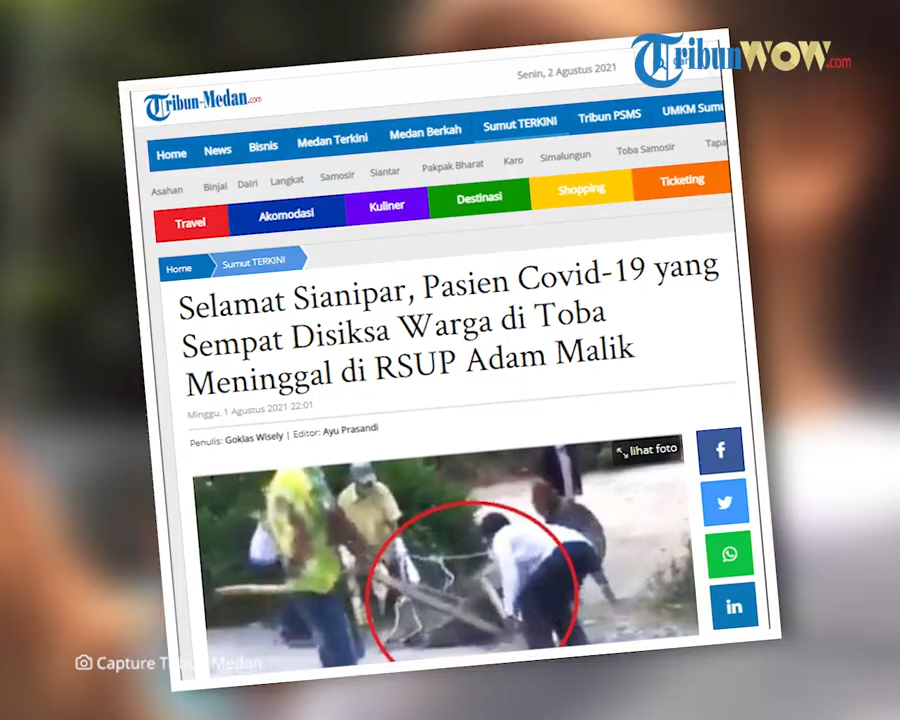 TribunWOW.com
Senin, 2 Agustus 2021
Tribun-Medan.com
Home News Bisnis Medan Terkini Medan Berkah Sumut TERKINI Tribun PSMS UMKM Sumu
Asahan Binjai Dairi Langkat Samosir Siantar Pakpak Bharat Karo Simalungun Toba Samosir Tapa
Travel Akomodasi Kuliner Destinasi Shopping Ticketing
Home Sumut TERKINI
Selamat Sianipar, Pasien Covid-19 yang
Sempat Disiksa Warga di Toba
Meninggal di RSUP Adam Malik
Minggu, 1 Agustus 2021 22:01
Penulis: Goklas Wisely | Editor: Ayu Prasandi
lihat foto
Capture Tribun Medan